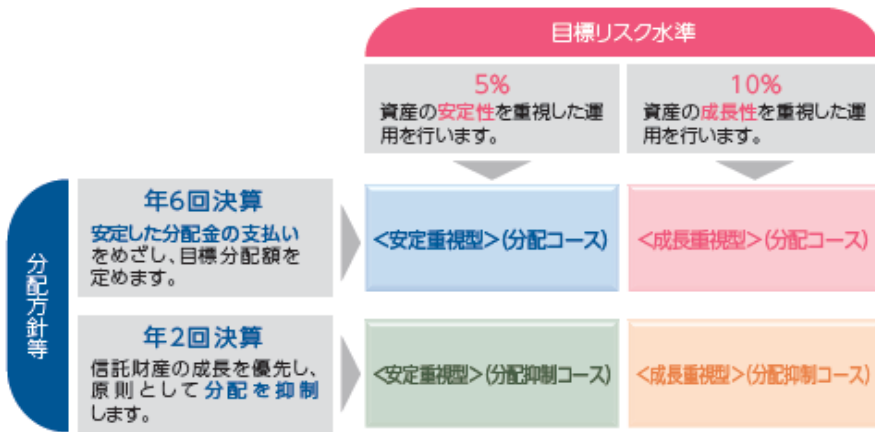 目標リスク水準
5%
資産の安定性を重視した運
用を行います。
10%
資産の成長性を重視した運
用を行います。
分配方針等
年6回決算
安定した分配金の支払い
をめざし、目標分配額を
定めます。
<安定重視型>(分配コース)
<成長重視型>(分配コース)
年2回決算
信託財産の成長を優先し、
原則として分配を抑制
します。
<安定重視型>(分配抑制コース)
<成長重視型>(分配抑制コース)